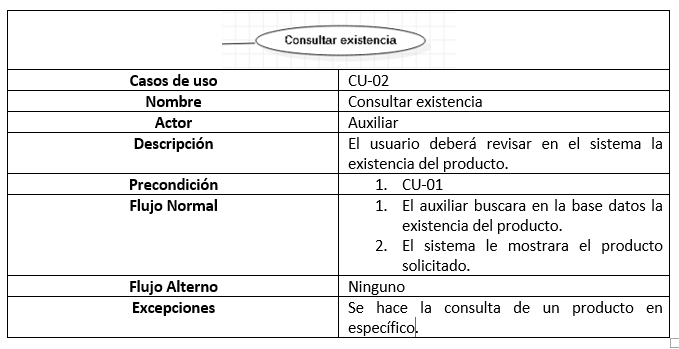 Consultar existencia
Casos de uso CU-02
Nombre Consultar existencia
Actor Auxiliar
Descripción El usuario deberá revisar en el sistema la
existencia del producto.
Precondición 1. CU-01
Flujo Normal 1. El auxiliar buscara en la base datos la
existencia del producto.
2. El sistema le mostrara el producto
solicitado.
Flujo Alterno Ninguno
Excepciones Se hace la consulta de un producto en
específico.